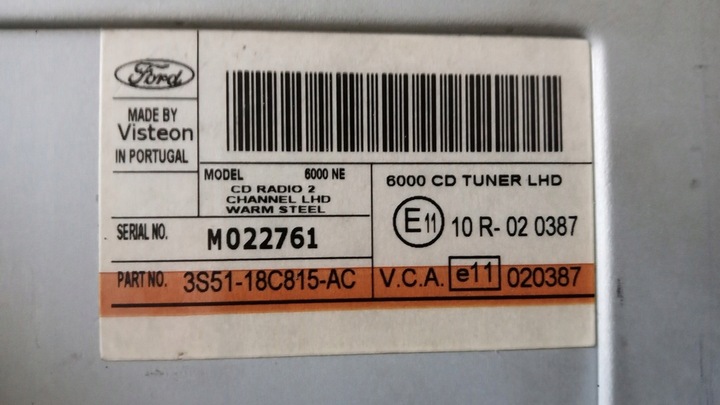 Ford
MADE BY
Visteon
IN PORTUGAL
MODEL 6000 NE
CD RADIO 2
CHANNEL LHD
WARM STEEL
6000 CD TUNER LHD
E11 10 R- 02 0387
SERIAL NO. M022761
PART NO. 3S51-18C815-AC
V.C.A. e11 020387